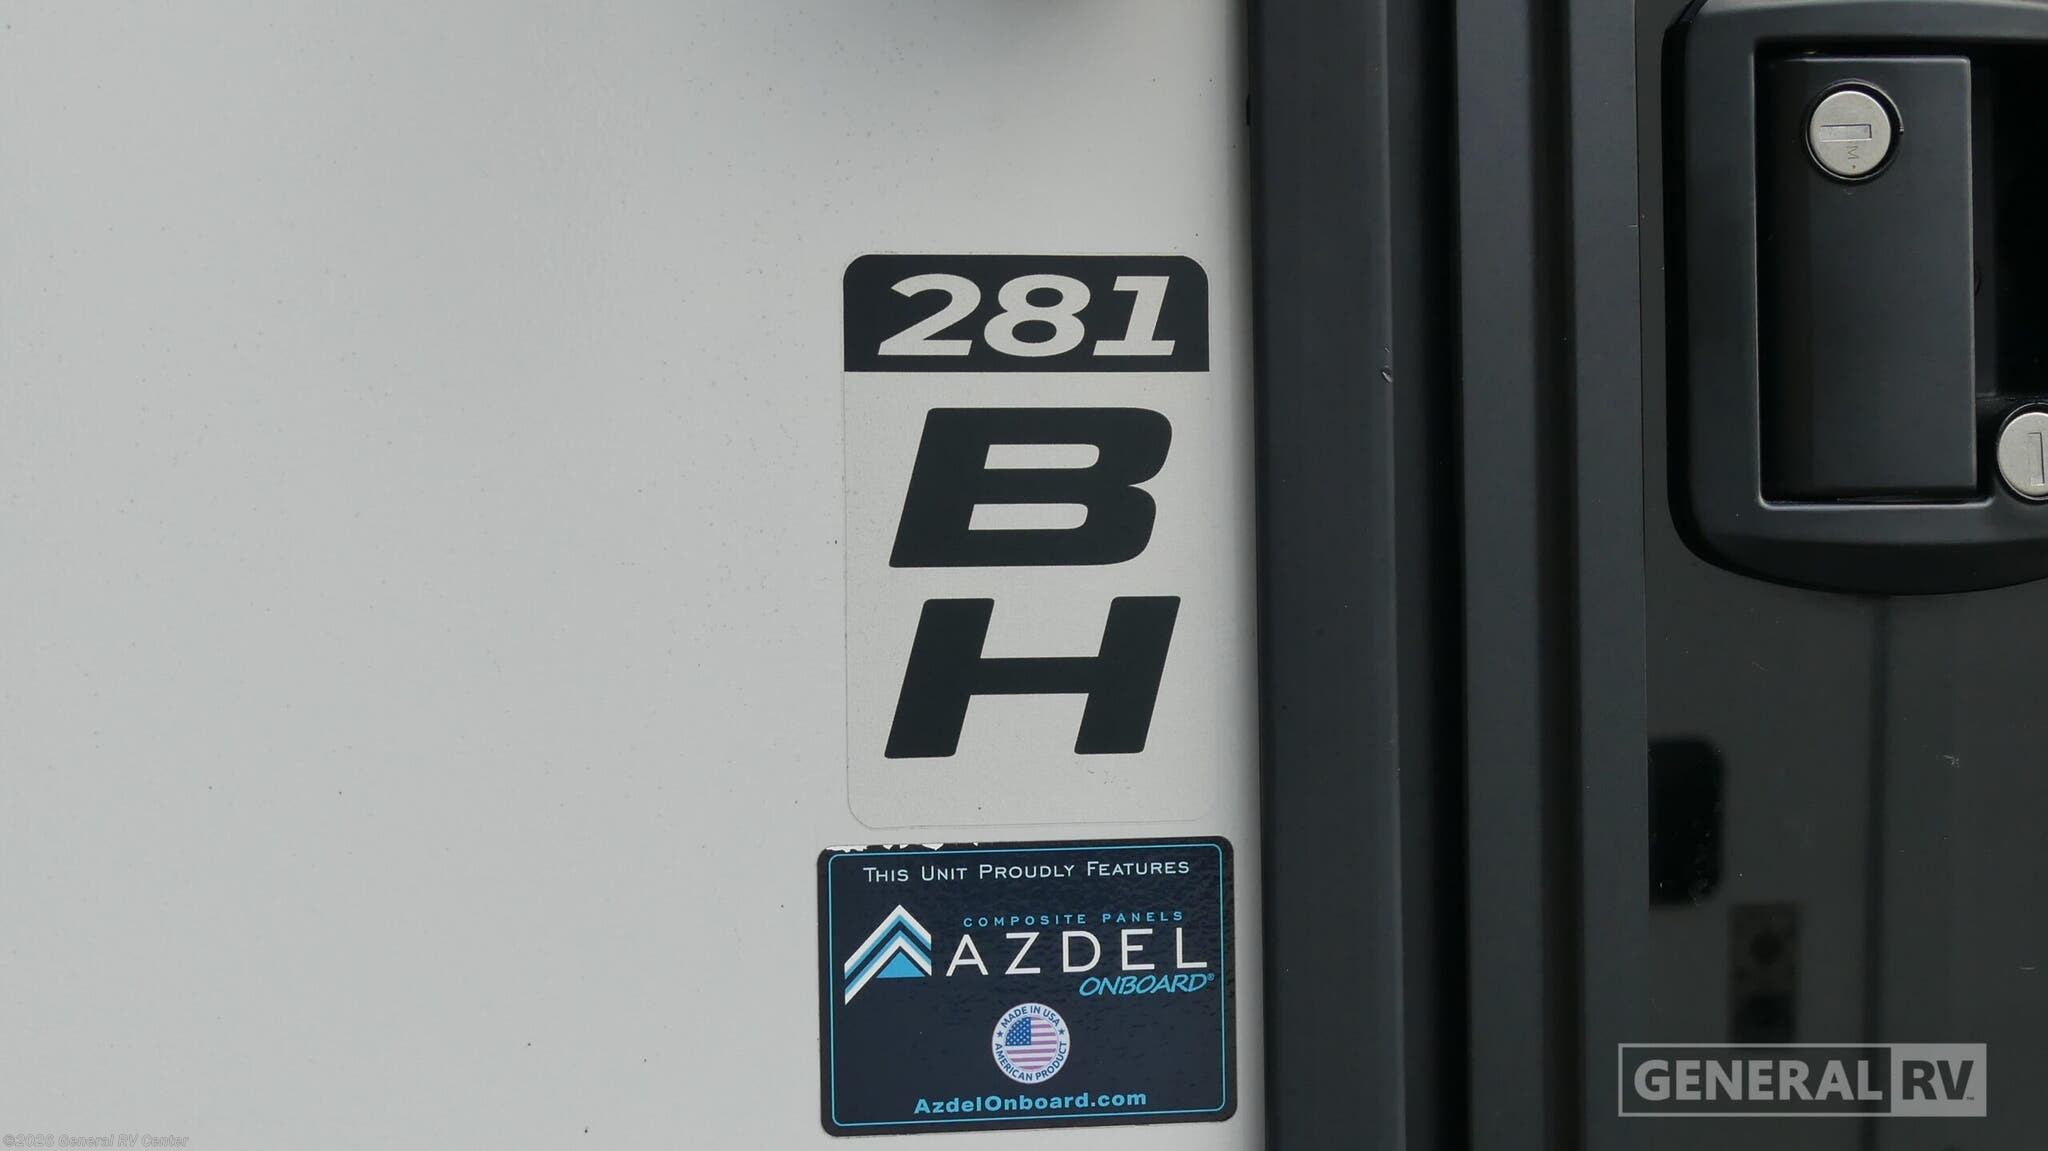 M
281
B
H
THIS UNIT PROUDLY FEATURES
COMPOSITE PANELS
AZDEL
ONBOARD®
MADE IN USA
AMERICAN PRODUCT
AzdelOnboard.com
GENERAL RV™
©2026 General RV Center